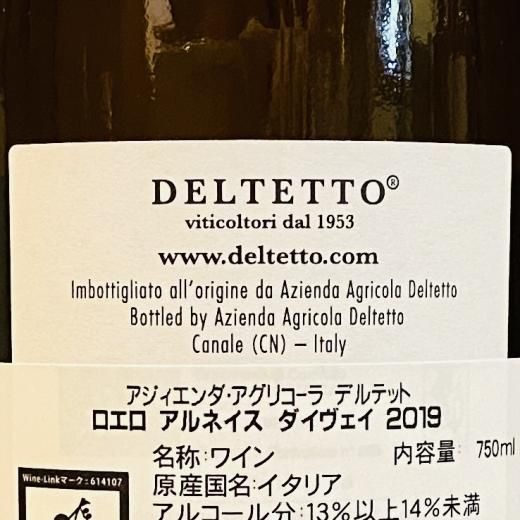 DELTETTO®
viticoltori dal 1953
www.deltetto.com
Imbottigliato all'origine da Azienda Agricola Deltetto
Bottled by Azienda Agricola Deltetto
Canale (CN) – Italy
アジィエンダ・アグリコーラ デルテット
ロエロ アルネイス ダイヴェイ 2019
名称:ワイン 内容量: 750ml
Wine-Linkマーク:614107
原産国名:イタリア
アルコール分:13%以上14%未満